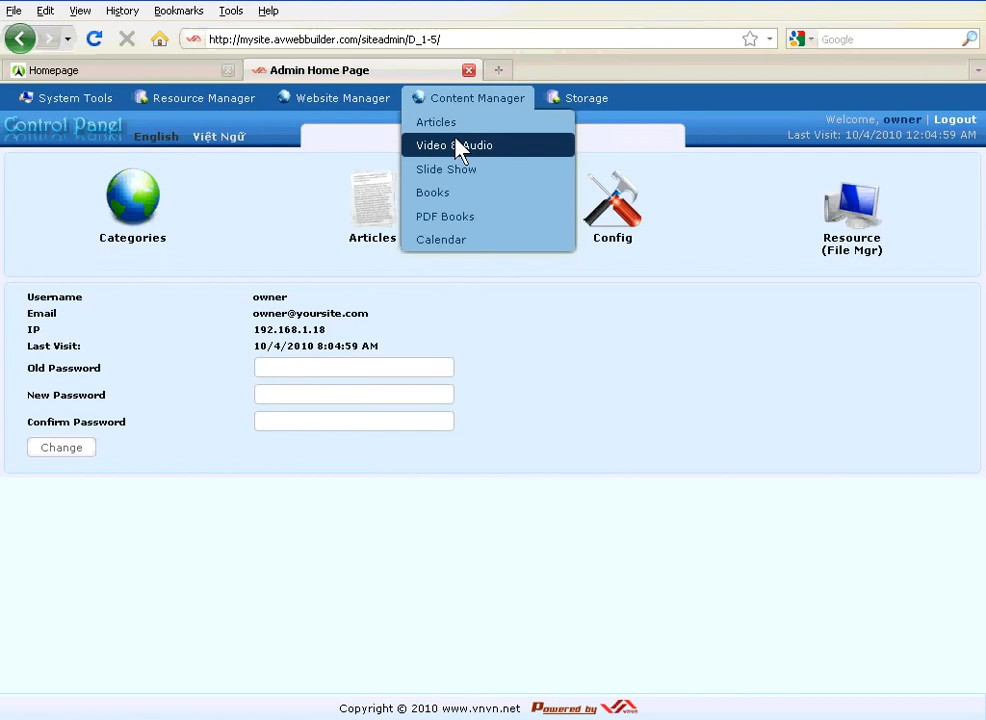 File Edit View History Bookmarks Tools Help
http://mysite.avwebbuilder.com/siteadmin/D_1-5/
Google
Homepage
Admin Home Page
System Tools Resource Manager Website Manager Content Manager Storage
Control Panel English Việt Ngữ
Welcome, owner | Logout
Last Visit: 10/4/2010 12:04:59 AM
Articles
Video & Audio
Slide Show
Books
PDF Books
Calendar
Categories Articles Config Resource
(File Mgr)
Username owner
Email owner@yoursite.com
IP 192.168.1.18
Last Visit: 10/4/2010 8:04:59 AM
Old Password
New Password
Confirm Password
Change
Copyright © 2010 www.vnvn.net Powered by